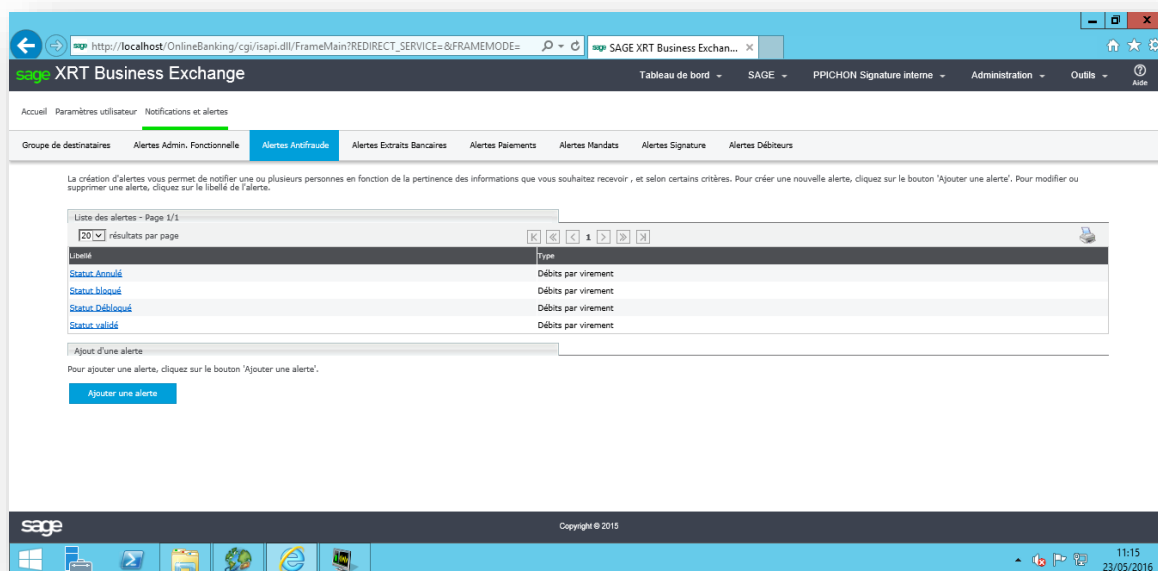 http://localhost/OnlineBanking/cgi/isapi.dll/FrameMain?REDIRECT_SERVICE=&FRAMEMODE=
sage SAGE XRT Business Exchan...
sage XRT Business Exchange
Tableau de bord SAGE PPICHON Signature interne Administration Outils Aide
Accueil Paramètres utilisateur Notifications et alertes
Groupe de destinataires Alertes Admin. Fonctionnelle Alertes Antifraude Alertes Extraits Bancaires Alertes Paiements Alertes Mandats Alertes Signature Alertes Débiteurs
La création d'alertes vous permet de notifier une ou plusieurs personnes en fonction de la pertinence des informations que vous souhaitez recevoir , et selon certains critères. Pour créer une nouvelle alerte, cliquez sur le bouton 'Ajouter une alerte'. Pour modifier ou
supprimer une alerte, cliquez sur le libellé de l'alerte.
Liste des alertes - Page 1/1
20 résultats par page 1
Libellé Type
Statut Annulé Débits par virement
Statut bloqué Débits par virement
Statut Débloqué Débits par virement
Statut validé Débits par virement
Ajout d'une alerte
Pour ajouter une alerte, cliquez sur le bouton 'Ajouter une alerte'.
Ajouter une alerte
sage Copyright © 2015
11:15
23/05/2016